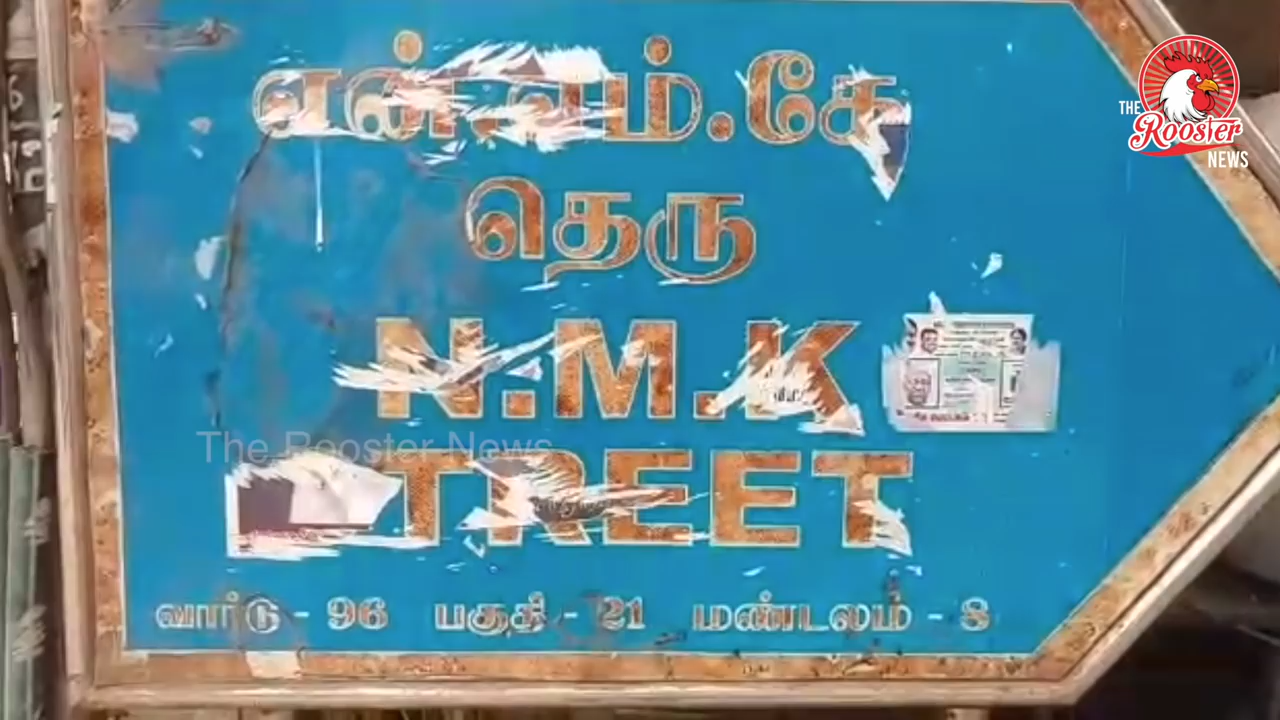 என்.எம்.கே
தெரு
N.M.K
STREET
வார்டு - 96 பகுதி - 21 மண்டலம் - 8
THE
Rooster
NEWS
The Rooster News